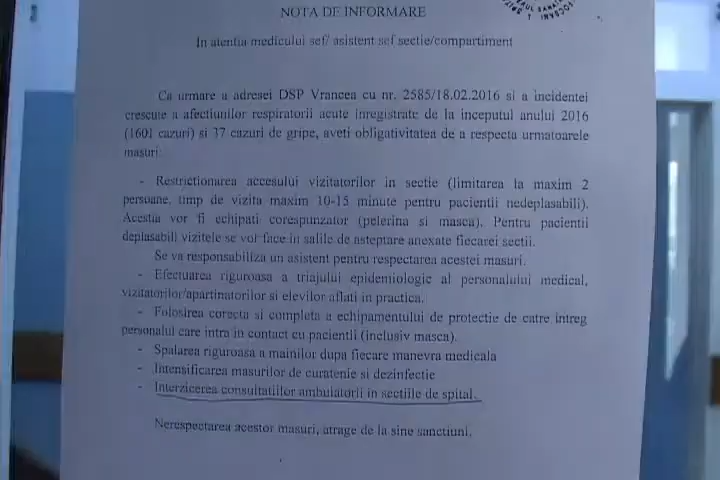 NOTA DE INFORMARE
In atentia medicului sef/ asistent sef sectie/compartiment
Ca urmare a adresei DSP Vrancea cu nr. 2585/18.02.2016 si a incidentei
crescute a afectiunilor respiratorii acute inregistrate de la inceputul anului 2016
(1601 cazuri) si 37 cazuri de gripe, aveti obligativitatea de a respecta urmatoarele
masuri:
- Restrictionarea accesului vizitatorilor in sectie (limitarea la maxim 2
persoane, timp de vizita maxim 10-15 minute pentru pacientii nedeplasabili).
Acestia vor fi echipati corespunzator (pelerina si masca). Pentru pacientii
deplasabili vizitele se vor face in salile de asteptare anexate fiecarei sectii.
Se va responsabiliza un asistent pentru respectarea acestei masuri.
- Efectuarea riguroasa a triajului epidemiologic al personalului medical,
vizitatorilor/apartinatorilor si elevilor aflati in practica.
- Folosirea corecta si completa a echipamentului de protectie de catre intreg
personalul care intra in contact cu pacientii (inclusiv masca).
- Spalarea riguroasa a mainilor dupa fiecare manevra medicala
- Intensificarea masurilor de curatenie si dezinfectie
- Interzicerea consultatiilor ambulatorii in sectiile de spital.
Nerespectarea acestor masuri, atrage de la sine sanctiuni.